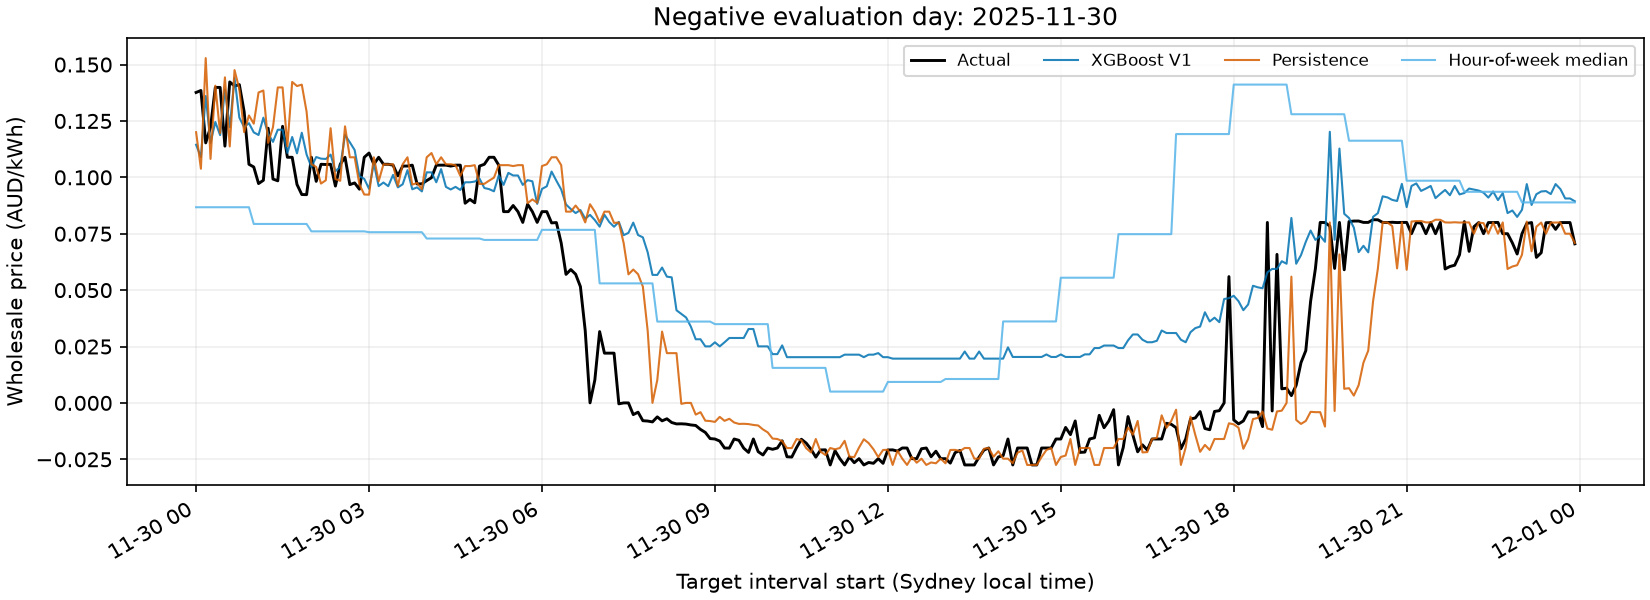 Negative evaluation day: 2025-11-30
Actual
XGBoost V1
Persistence
Hour-of-week median
Wholesale price (AUD/kWh)
0.150
0.125
0.100
0.075
0.050
0.025
0.000
−0.025
11-30 00
11-30 03
11-30 06
11-30 09
11-30 12
11-30 15
11-30 18
11-30 21
12-01 00
Target interval start (Sydney local time)